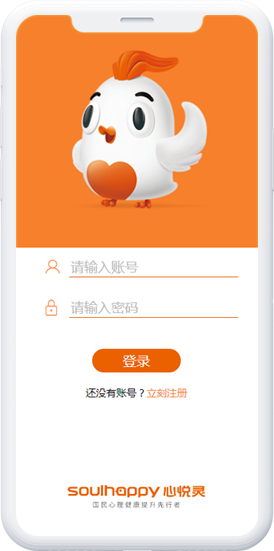 请输入账号
请输入密码
登录
还没有账号？立刻注册
soulhappy 心悦灵
国民心理健康提升先行者